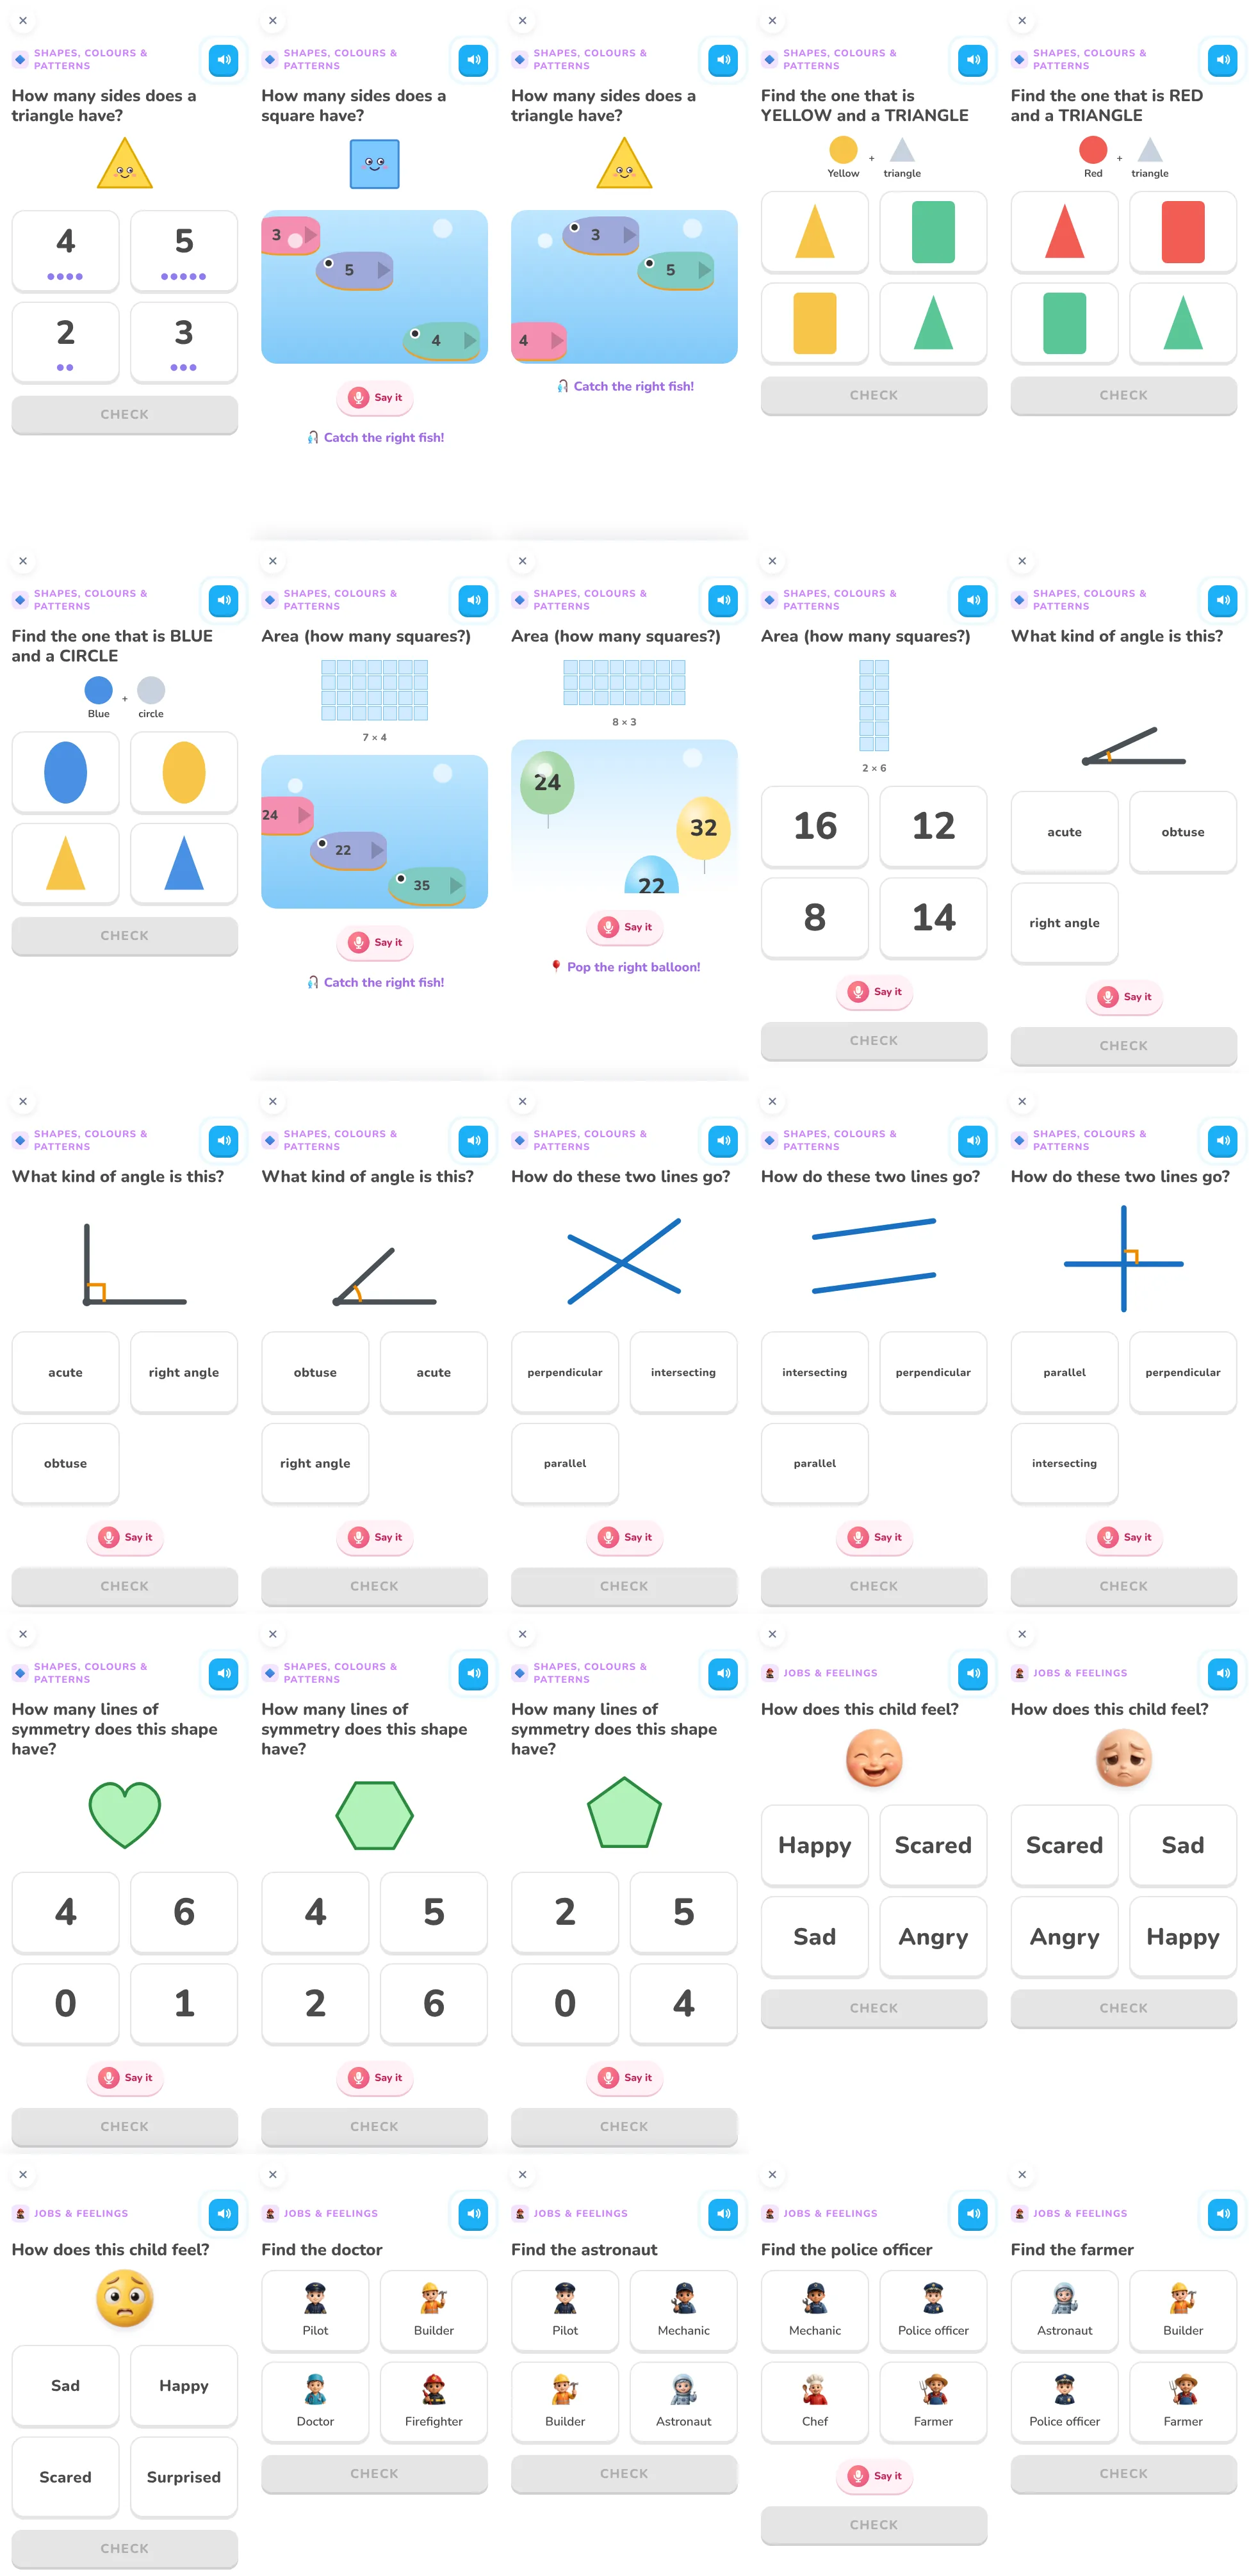 SHAPES, COLOURS &
PATTERNS
How many sides does a
triangle have?
4
5
2
3
CHECK
SHAPES, COLOURS &
PATTERNS
How many sides does a
square have?
3
5
4
Say it
Catch the right fish!
SHAPES, COLOURS &
PATTERNS
How many sides does a
triangle have?
3
5
4
Catch the right fish!
SHAPES, COLOURS &
PATTERNS
Find the one that is
YELLOW and a TRIANGLE
Yellow + triangle
CHECK
SHAPES, COLOURS &
PATTERNS
Find the one that is RED
and a TRIANGLE
Red + triangle
CHECK
SHAPES, COLOURS &
PATTERNS
Find the one that is BLUE
and a CIRCLE
Blue + circle
CHECK
SHAPES, COLOURS &
PATTERNS
Area (how many squares?)
7 × 4
24
22
35
Say it
Catch the right fish!
SHAPES, COLOURS &
PATTERNS
Area (how many squares?)
8 × 3
24
32
22
Say it
Pop the right balloon!
SHAPES, COLOURS &
PATTERNS
Area (how many squares?)
2 × 6
16
12
8
14
Say it
CHECK
SHAPES, COLOURS &
PATTERNS
What kind of angle is this?
acute
obtuse
right angle
Say it
CHECK
SHAPES, COLOURS &
PATTERNS
What kind of angle is this?
acute
right angle
obtuse
Say it
CHECK
SHAPES, COLOURS &
PATTERNS
What kind of angle is this?
obtuse
acute
right angle
Say it
CHECK
SHAPES, COLOURS &
PATTERNS
How do these two lines go?
perpendicular
intersecting
parallel
Say it
CHECK
SHAPES, COLOURS &
PATTERNS
How do these two lines go?
intersecting
perpendicular
parallel
Say it
CHECK
SHAPES, COLOURS &
PATTERNS
How do these two lines go?
parallel
perpendicular
intersecting
Say it
CHECK
SHAPES, COLOURS &
PATTERNS
How many lines of
symmetry does this shape
have?
4
6
0
1
Say it
CHECK
SHAPES, COLOURS &
PATTERNS
How many lines of
symmetry does this shape
have?
4
5
2
6
Say it
CHECK
SHAPES, COLOURS &
PATTERNS
How many lines of
symmetry does this shape
have?
2
5
0
4
Say it
CHECK
JOBS & FEELINGS
How does this child feel?
Happy
Scared
Sad
Angry
CHECK
JOBS & FEELINGS
How does this child feel?
Scared
Sad
Angry
Happy
CHECK
JOBS & FEELINGS
How does this child feel?
Sad
Happy
Scared
Surprised
CHECK
JOBS & FEELINGS
Find the doctor
Pilot
Builder
Doctor
Firefighter
CHECK
JOBS & FEELINGS
Find the astronaut
Pilot
Mechanic
Builder
Astronaut
CHECK
JOBS & FEELINGS
Find the police officer
Mechanic
Police officer
Chef
Farmer
Say it
CHECK
JOBS & FEELINGS
Find the farmer
Astronaut
Builder
Police officer
Farmer
CHECK